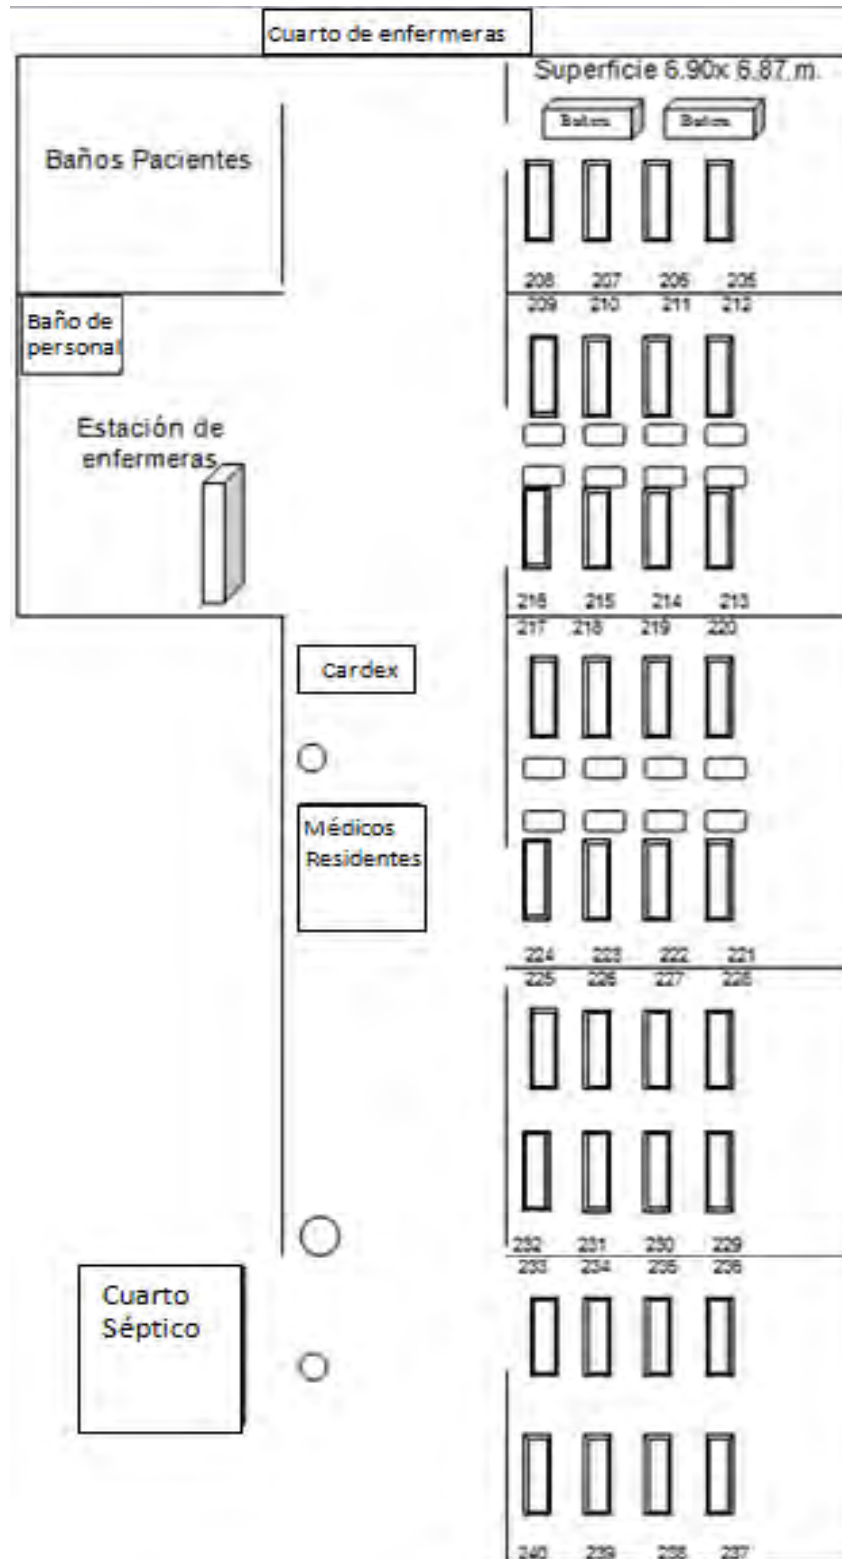 Cuarto de enfermeras
Superficie 6.90x 6.87 m.
Baños Pacientes
208 207 206 205
209 210 211 212
Baño de
personal
Estación de
enfermeras
216 215 214 213
217 218 219 220
Cardex
Médicos
Residentes
224 223 222 221
225 226 227 228
232 231 230 229
233 234 235 236
Cuarto
Séptico
240 239 238 237